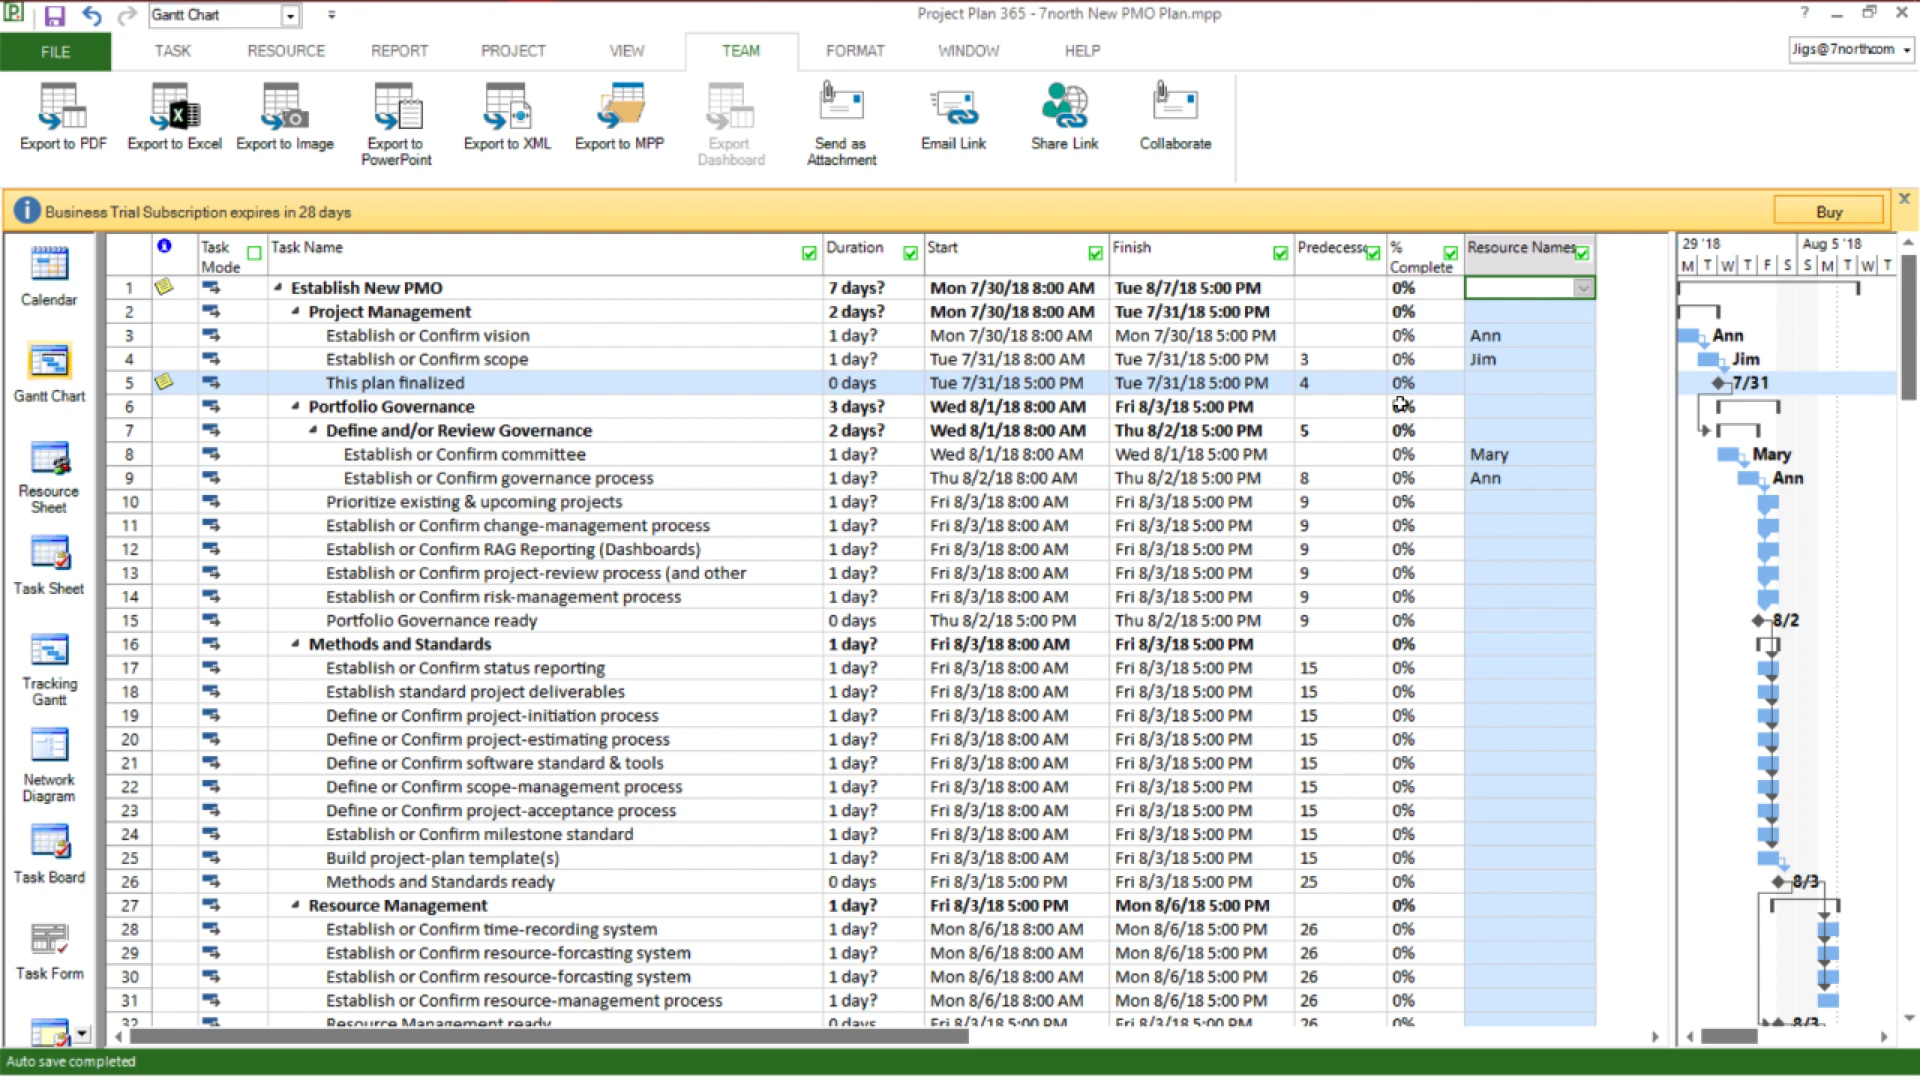 Gantt Chart
Project Plan 365 - 7north New PMO Plan.mpp
FILE TASK RESOURCE REPORT PROJECT VIEW TEAM FORMAT WINDOW HELP
Jigs@7north.com
Export to PDF Export to Excel Export to Image Export to PowerPoint Export to XML Export to MPP Export Dashboard Send as Attachment Email Link Share Link Collaborate
Business Trial Subscription expires in 28 days
Buy
Task Mode Task Name Duration Start Finish Predecesso % Complete Resource Names
29 '18 Aug 5 '18
M T W T F S S M T W T
1 Establish New PMO 7 days? Mon 7/30/18 8:00 AM Tue 8/7/18 5:00 PM 0%
2 Project Management 2 days? Mon 7/30/18 8:00 AM Tue 7/31/18 5:00 PM 0%
3 Establish or Confirm vision 1 day? Mon 7/30/18 8:00 AM Mon 7/30/18 5:00 PM 0% Ann Ann
4 Establish or Confirm scope 1 day? Tue 7/31/18 8:00 AM Tue 7/31/18 5:00 PM 3 0% Jim Jim
5 This plan finalized 0 days Tue 7/31/18 5:00 PM Tue 7/31/18 5:00 PM 4 0% 7/31
6 Portfolio Governance 3 days? Wed 8/1/18 8:00 AM Fri 8/3/18 5:00 PM 0%
7 Define and/or Review Governance 2 days? Wed 8/1/18 8:00 AM Thu 8/2/18 5:00 PM 5 0%
8 Establish or Confirm committee 1 day? Wed 8/1/18 8:00 AM Wed 8/1/18 5:00 PM 0% Mary Mary
9 Establish or Confirm governance process 1 day? Thu 8/2/18 8:00 AM Thu 8/2/18 5:00 PM 8 0% Ann Ann
10 Prioritize existing & upcoming projects 1 day? Fri 8/3/18 8:00 AM Fri 8/3/18 5:00 PM 9 0%
11 Establish or Confirm change-management process 1 day? Fri 8/3/18 8:00 AM Fri 8/3/18 5:00 PM 9 0%
12 Establish or Confirm RAG Reporting (Dashboards) 1 day? Fri 8/3/18 8:00 AM Fri 8/3/18 5:00 PM 9 0%
13 Establish or Confirm project-review process (and other 1 day? Fri 8/3/18 8:00 AM Fri 8/3/18 5:00 PM 9 0%
14 Establish or Confirm risk-management process 1 day? Fri 8/3/18 8:00 AM Fri 8/3/18 5:00 PM 9 0%
15 Portfolio Governance ready 0 days Thu 8/2/18 5:00 PM Thu 8/2/18 5:00 PM 9 0% 8/2
16 Methods and Standards 1 day? Fri 8/3/18 8:00 AM Fri 8/3/18 5:00 PM 0%
17 Establish or Confirm status reporting 1 day? Fri 8/3/18 8:00 AM Fri 8/3/18 5:00 PM 15 0%
18 Establish standard project deliverables 1 day? Fri 8/3/18 8:00 AM Fri 8/3/18 5:00 PM 15 0%
19 Define or Confirm project-initiation process 1 day? Fri 8/3/18 8:00 AM Fri 8/3/18 5:00 PM 15 0%
20 Define or Confirm project-estimating process 1 day? Fri 8/3/18 8:00 AM Fri 8/3/18 5:00 PM 15 0%
21 Define or Confirm software standard & tools 1 day? Fri 8/3/18 8:00 AM Fri 8/3/18 5:00 PM 15 0%
22 Define or Confirm scope-management process 1 day? Fri 8/3/18 8:00 AM Fri 8/3/18 5:00 PM 15 0%
23 Define or Confirm project-acceptance process 1 day? Fri 8/3/18 8:00 AM Fri 8/3/18 5:00 PM 15 0%
24 Establish or Confirm milestone standard 1 day? Fri 8/3/18 8:00 AM Fri 8/3/18 5:00 PM 15 0%
25 Build project-plan template(s) 1 day? Fri 8/3/18 8:00 AM Fri 8/3/18 5:00 PM 15 0%
26 Methods and Standards ready 0 days Fri 8/3/18 5:00 PM Fri 8/3/18 5:00 PM 25 0% 8/3
27 Resource Management 1 day? Fri 8/3/18 5:00 PM Mon 8/6/18 5:00 PM 0%
28 Establish or Confirm time-recording system 1 day? Mon 8/6/18 8:00 AM Mon 8/6/18 5:00 PM 26 0%
29 Establish or Confirm resource-forcasting system 1 day? Mon 8/6/18 8:00 AM Mon 8/6/18 5:00 PM 26 0%
30 Establish or Confirm resource-forcasting system 1 day? Mon 8/6/18 8:00 AM Mon 8/6/18 5:00 PM 26 0%
31 Establish or Confirm resource-management process 1 day? Mon 8/6/18 8:00 AM Mon 8/6/18 5:00 PM 26 0%
32 Resource Management ready 0 days Fri 8/3/18 5:00 PM Fri 8/3/18 5:00 PM 26 0% 8/3
Calendar
Gantt Chart
Resource
Sheet
Task Sheet
Tracking
Gantt
Network
Diagram
Task Board
Task Form
Auto save completed